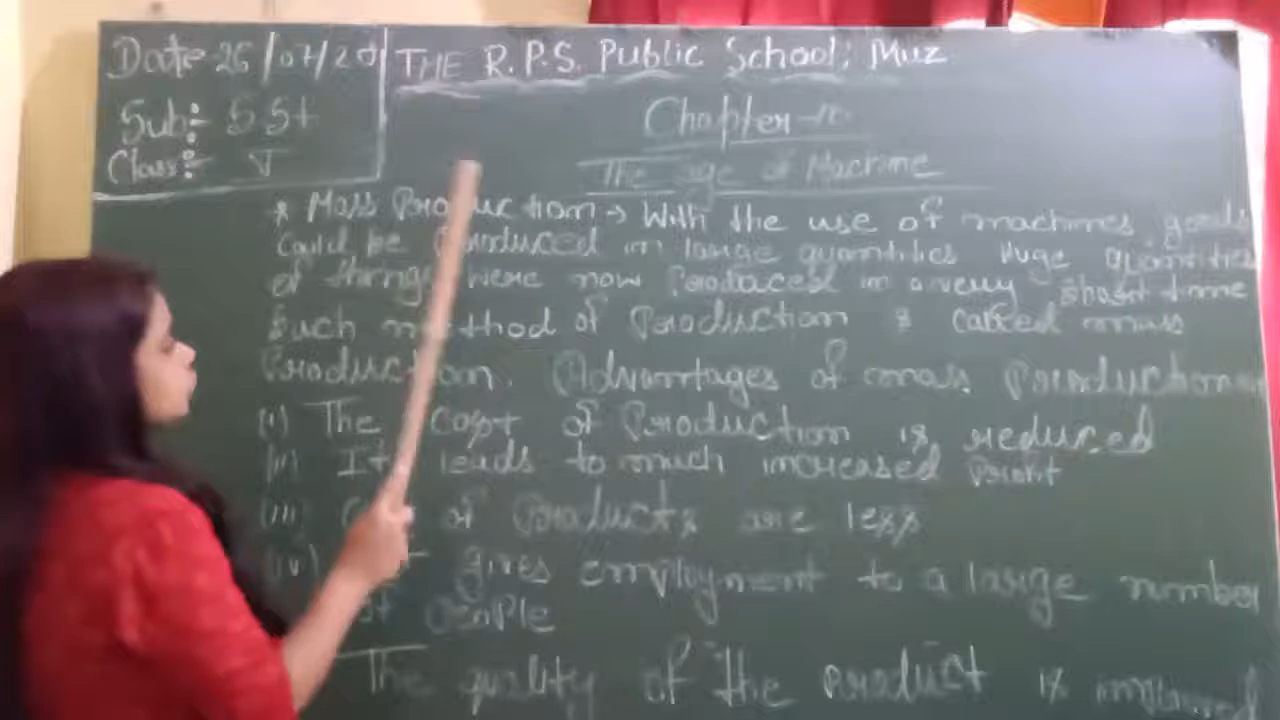 Date 25/07/20
THE R.P.S. Public School; Muz
Sub:- SSt
Class:- V
Chapter-10
The age of Machine
* Mass Production → With the use of machines goods
could be Produced in large quantities Huge quantities
of things were now Produced in a very short time
Such method of Production is called mass
Production. Advantages of mass Production
(i) The Cost of Production is reduced
(ii) It leads to much increased Profit
(iii) of Products are less
(iv) gives employment to a large number
of People
The quality of the product is improved